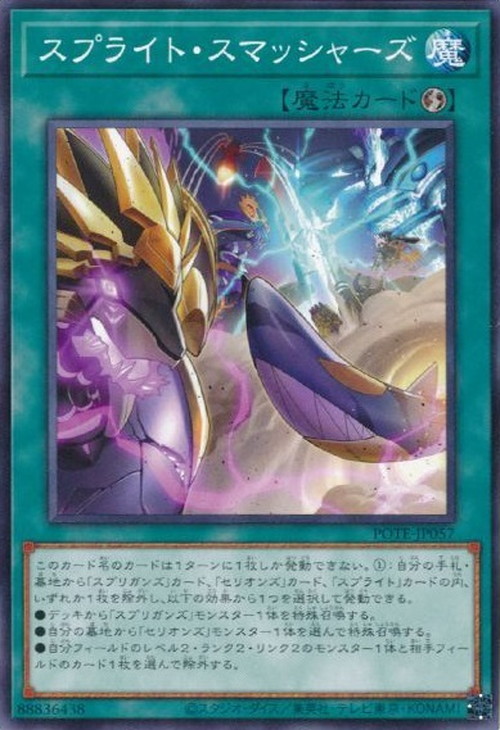 スプライト・スマッシャーズ 魔
【魔法カード】
POTE-JP057
このカード名のカードは1ターンに1枚しか発動できない。①:自分の手札・
墓地から「スプリガンズ」カード、「セリオンズ」カード、「スプライト」カードの内、
いずれか1枚を除外し、以下の効果から1つを選択して発動できる。
●デッキから「スプリガンズ」モンスター1体を特殊召喚する。
●自分の墓地から「セリオンズ」モンスター1体を選んで特殊召喚する。
●自分フィールドのレベル2・ランク2・リンク2のモンスター1体と相手フィー
ルドのカード1枚を選んで除外する。
88836438 ©スタジオ・ダイス/集英社・テレビ東京・KONAMI